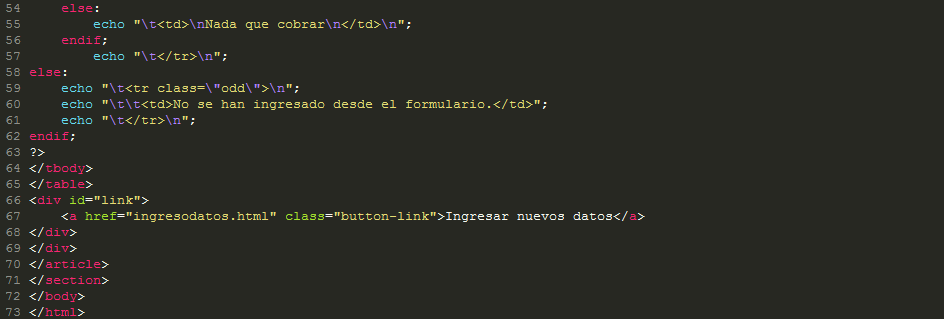 54     else:
55         echo "\t<td>\nNada que cobrar\n</td>\n";
56     endif;
57         echo "\t</tr>\n";
58 else:
59     echo "\t<tr class=\"odd\">\n";
60     echo "\t\t<td>No se han ingresado desde el formulario.</td>";
61     echo "\t</tr>\n";
62 endif;
63 ?>
64 </tbody>
65 </table>
66 <div id="link">
67     <a href="ingresodatos.html" class="button-link">Ingresar nuevos datos</a>
68 </div>
69 </div>
70 </article>
71 </section>
72 </body>
73 </html>